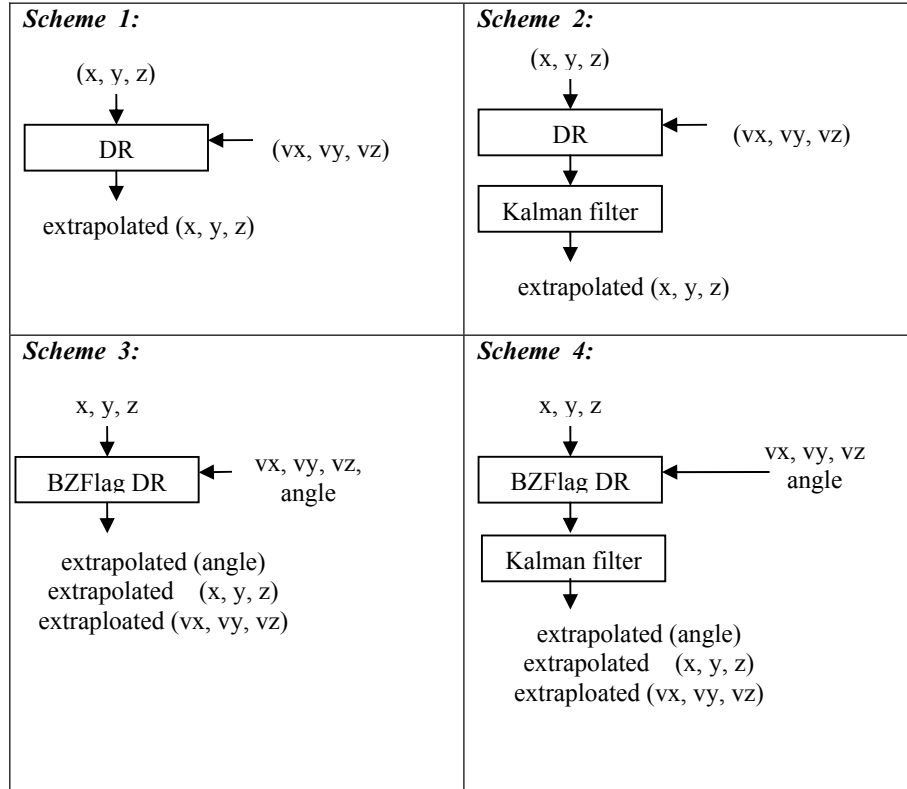 Scheme 1:
(x, y, z)
DR
(vx, vy, vz)
extrapolated (x, y, z)
Scheme 2:
(x, y, z)
DR
(vx, vy, vz)
Kalman filter
extrapolated (x, y, z)
Scheme 3:
x, y, z
BZFlag DR
vx, vy, vz,
angle
extrapolated (angle)
extrapolated (x, y, z)
extraploated (vx, vy, vz)
Scheme 4:
x, y, z
BZFlag DR
vx, vy, vz
angle
Kalman filter
extrapolated (angle)
extrapolated (x, y, z)
extraploated (vx, vy, vz)